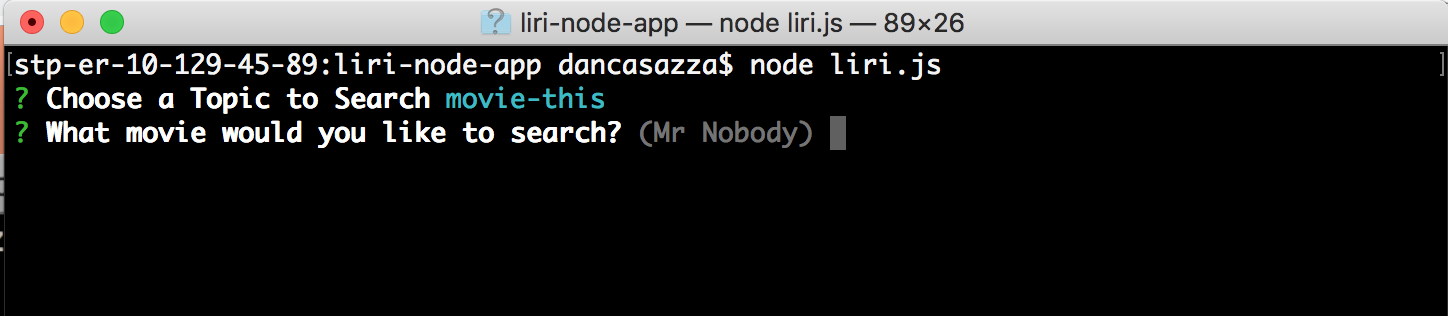 liri-node-app — node liri.js — 89×26
[stp-er-10-129-45-89:liri-node-app dancasazza$ node liri.js ]
? Choose a Topic to Search movie-this
? What movie would you like to search? (Mr Nobody)